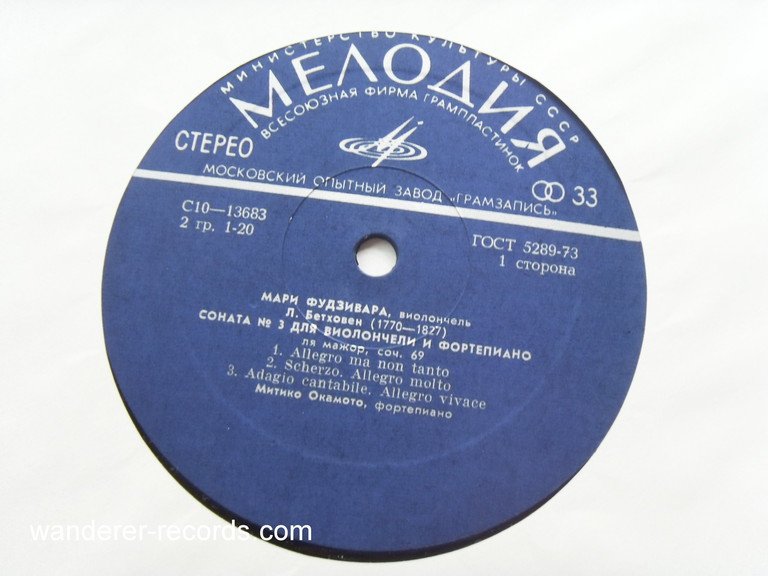 МИНИСТЕРСТВО КУЛЬТУРЫ СССР
МЕЛОДИЯ
ВСЕСОЮЗНАЯ ФИРМА ГРАМПЛАСТИНОК
СТЕРЕО
33
МОСКОВСКИЙ ОПЫТНЫЙ ЗАВОД „ГРАМЗАПИСЬ"
С10—13683
2 гр. 1-20
ГОСТ 5289-73
1 сторона
МАРИ ФУДЗИВАРА, виолончель
Л. Бетховен (1770—1827)
СОНАТА № 3 ДЛЯ ВИОЛОНЧЕЛИ И ФОРТЕПИАНО
ля мажор, соч. 69
1. Allegro ma non tanto
2. Scherzo. Allegro molto
3. Adagio cantabile. Allegro vivace
Митико Окамото, фортепиано
wanderer-records.com